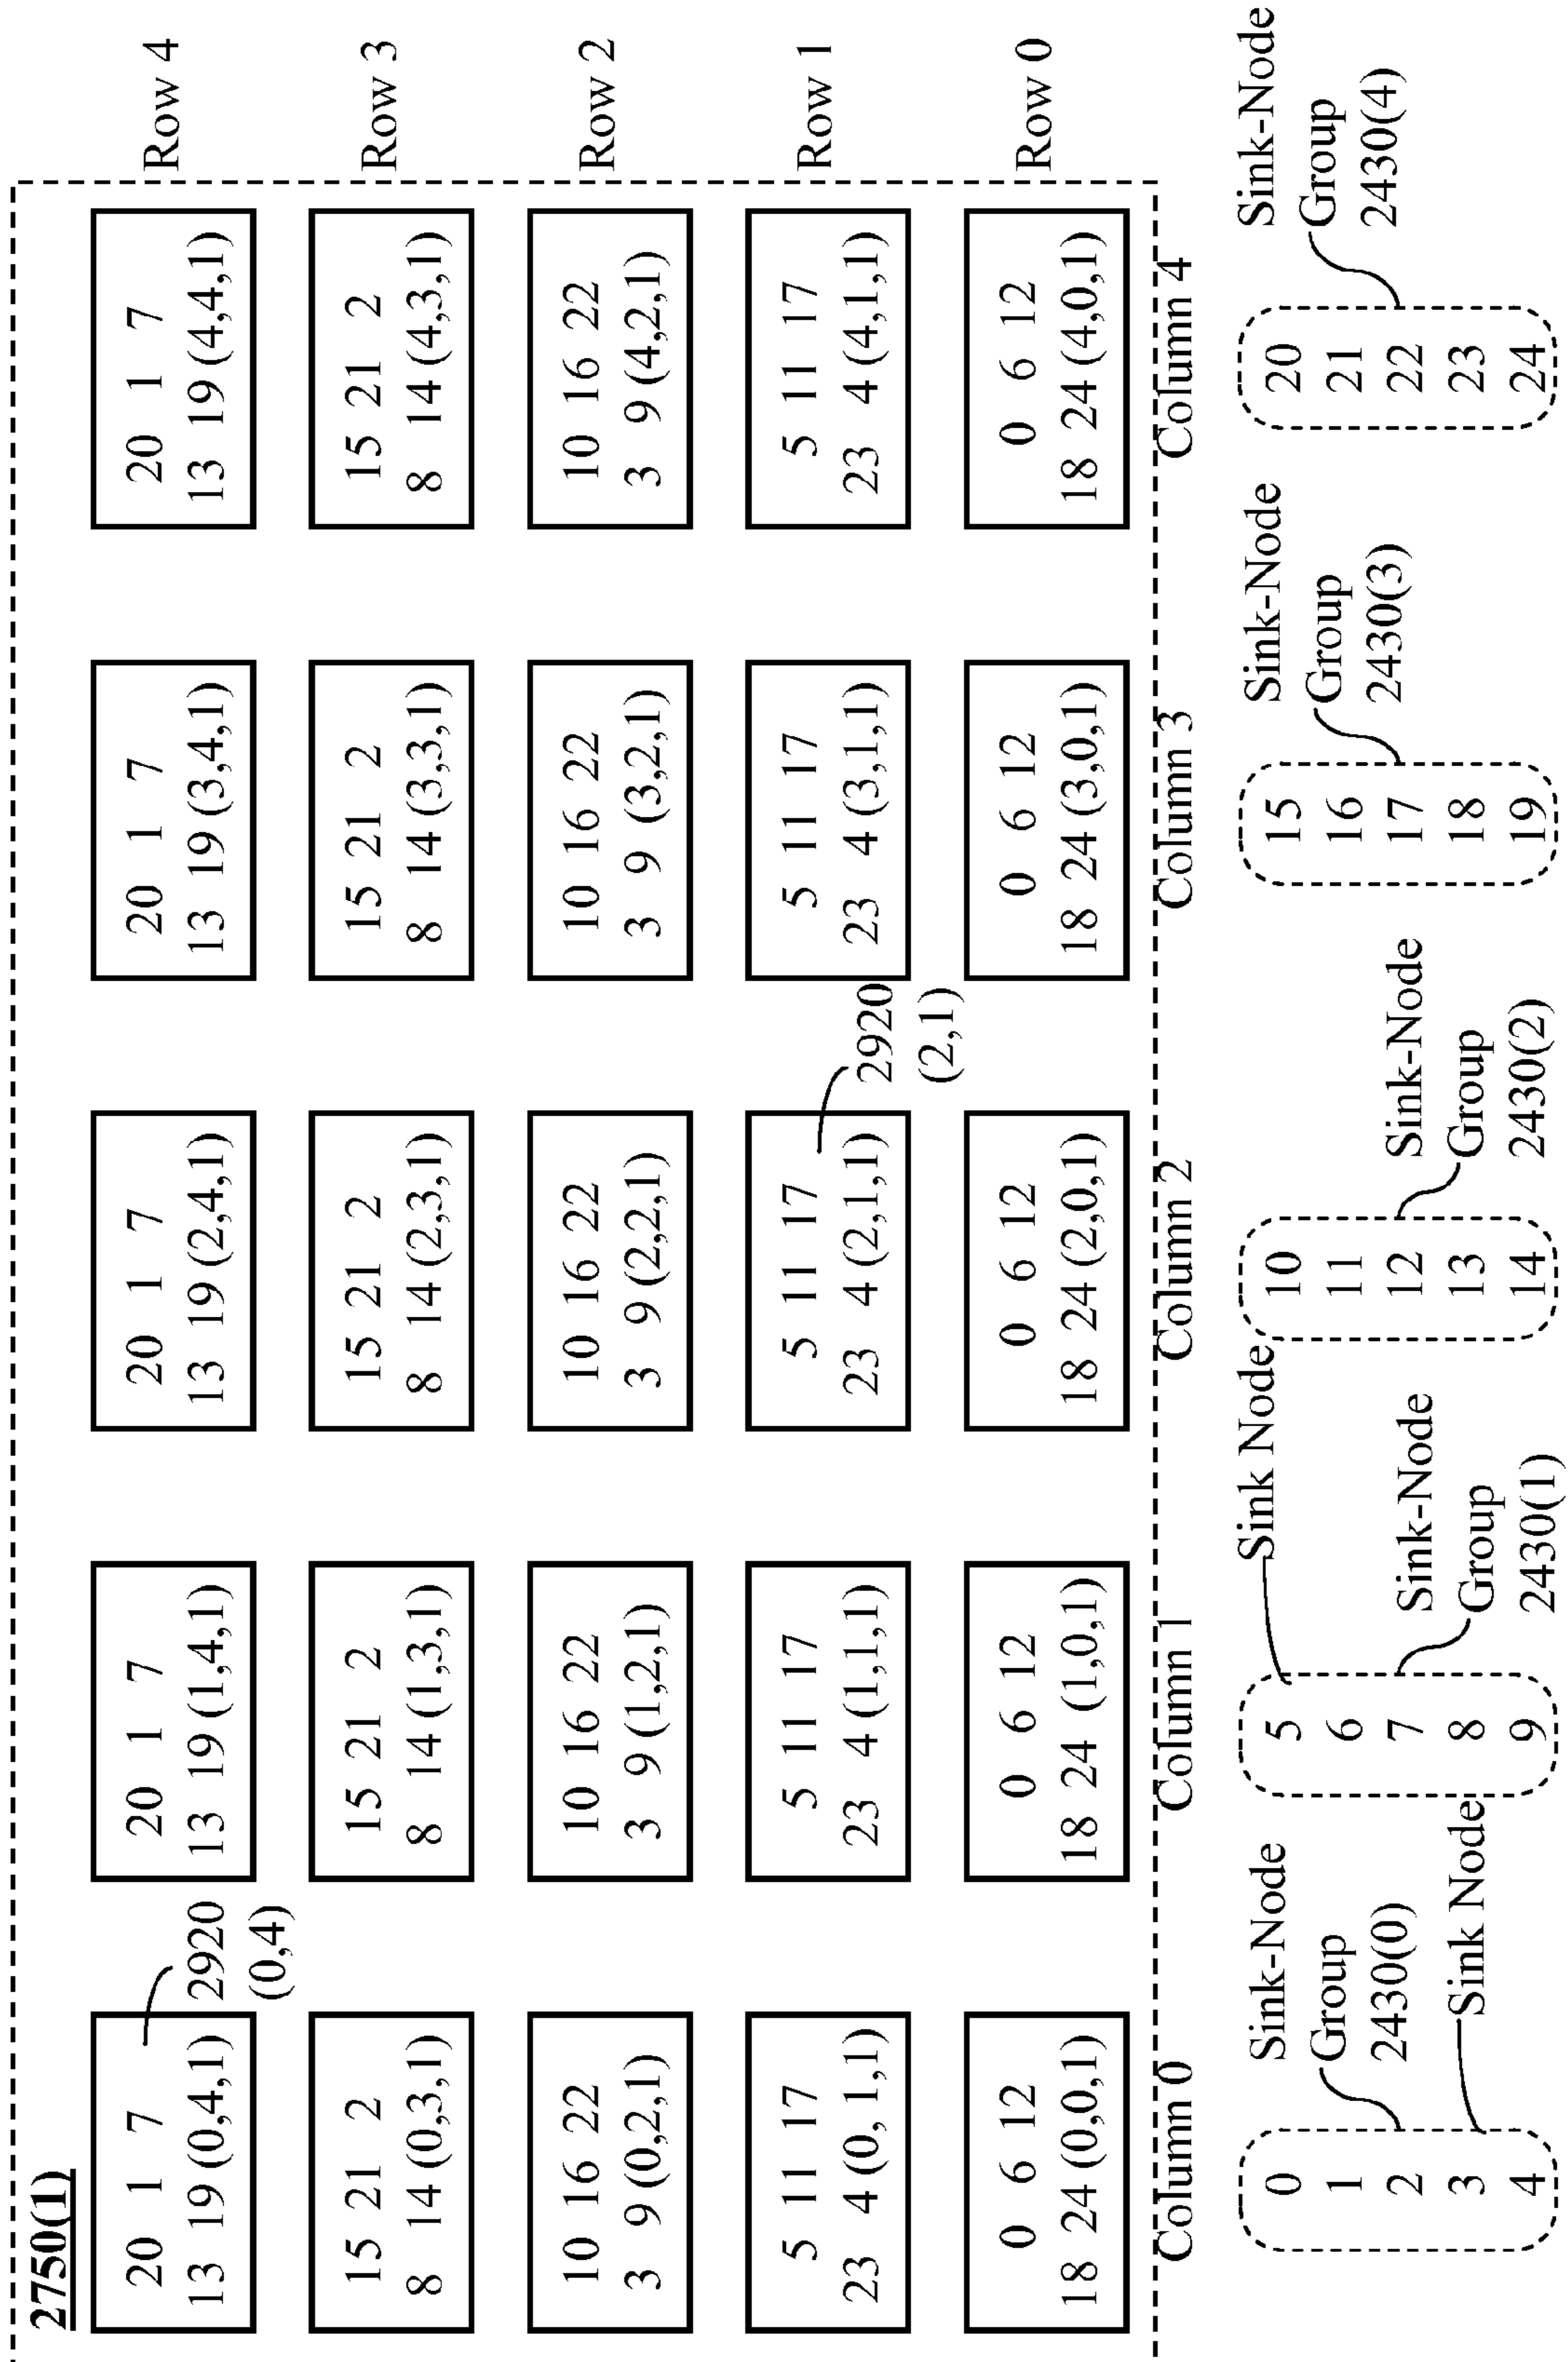 2750(1)
20 1 7
13 19 (0,4,1)
2920
(0,4)
20 1 7
13 19 (1,4,1)
20 1 7
13 19 (2,4,1)
20 1 7
13 19 (3,4,1)
20 1 7
13 19 (4,4,1)
Row 4
15 21 2
8 14 (0,3,1)
15 21 2
8 14 (1,3,1)
15 21 2
8 14 (2,3,1)
15 21 2
8 14 (3,3,1)
15 21 2
8 14 (4,3,1)
Row 3
10 16 22
3 9 (0,2,1)
10 16 22
3 9 (1,2,1)
10 16 22
3 9 (2,2,1)
10 16 22
3 9 (3,2,1)
10 16 22
3 9 (4,2,1)
Row 2
5 11 17
23 4 (0, 1,1)
5 11 17
23 4 (1,1,1)
5 11 17
23 4 (2,1,1)
2920
(2,1)
5 11 17
23 4 (3,1,1)
5 11 17
23 4 (4,1,1)
Row 1
0 6 12
18 24 (0,0,1)
0 6 12
18 24 (1,0,1)
0 6 12
18 24 (2,0,1)
0 6 12
18 24 (3,0,1)
0 6 12
18 24 (4,0,1)
Row 0
Column 0
Column 1
Column 2
Column 3
Column 4
0
1
2
3
4
Sink-Node
Group
2430(0)
Sink Node
5
6
7
8
9
Sink Node
Sink-Node
Group
2430(1)
10
11
12
13
14
Sink-Node
Group
2430(2)
15
16
17
18
19
Sink-Node
Group
2430(3)
20
21
22
23
24
Sink-Node
Group
2430(4)